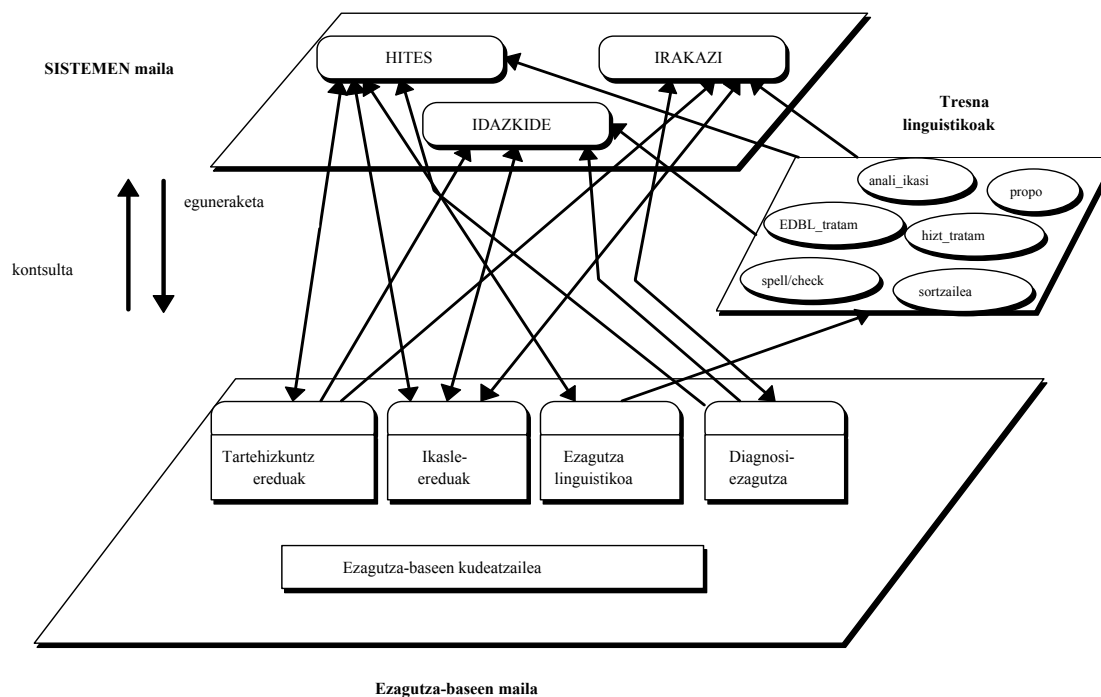 HITES
IRAKAZI
SISTEMEN maila
IDAZKIDE
Tresna
linguistikoak
anali_ikasi
propo
eguneraketa
EDBL_tratam
hizt_tratam
kontsulta
spell/check
sortzailea
Tartehizkuntz
ereduak
Ikasle-
ereduak
Ezagutza
linguistikoa
Diagnosi-
ezagutza
Ezagutza-baseen kudeatzailea
Ezagutza-baseen maila